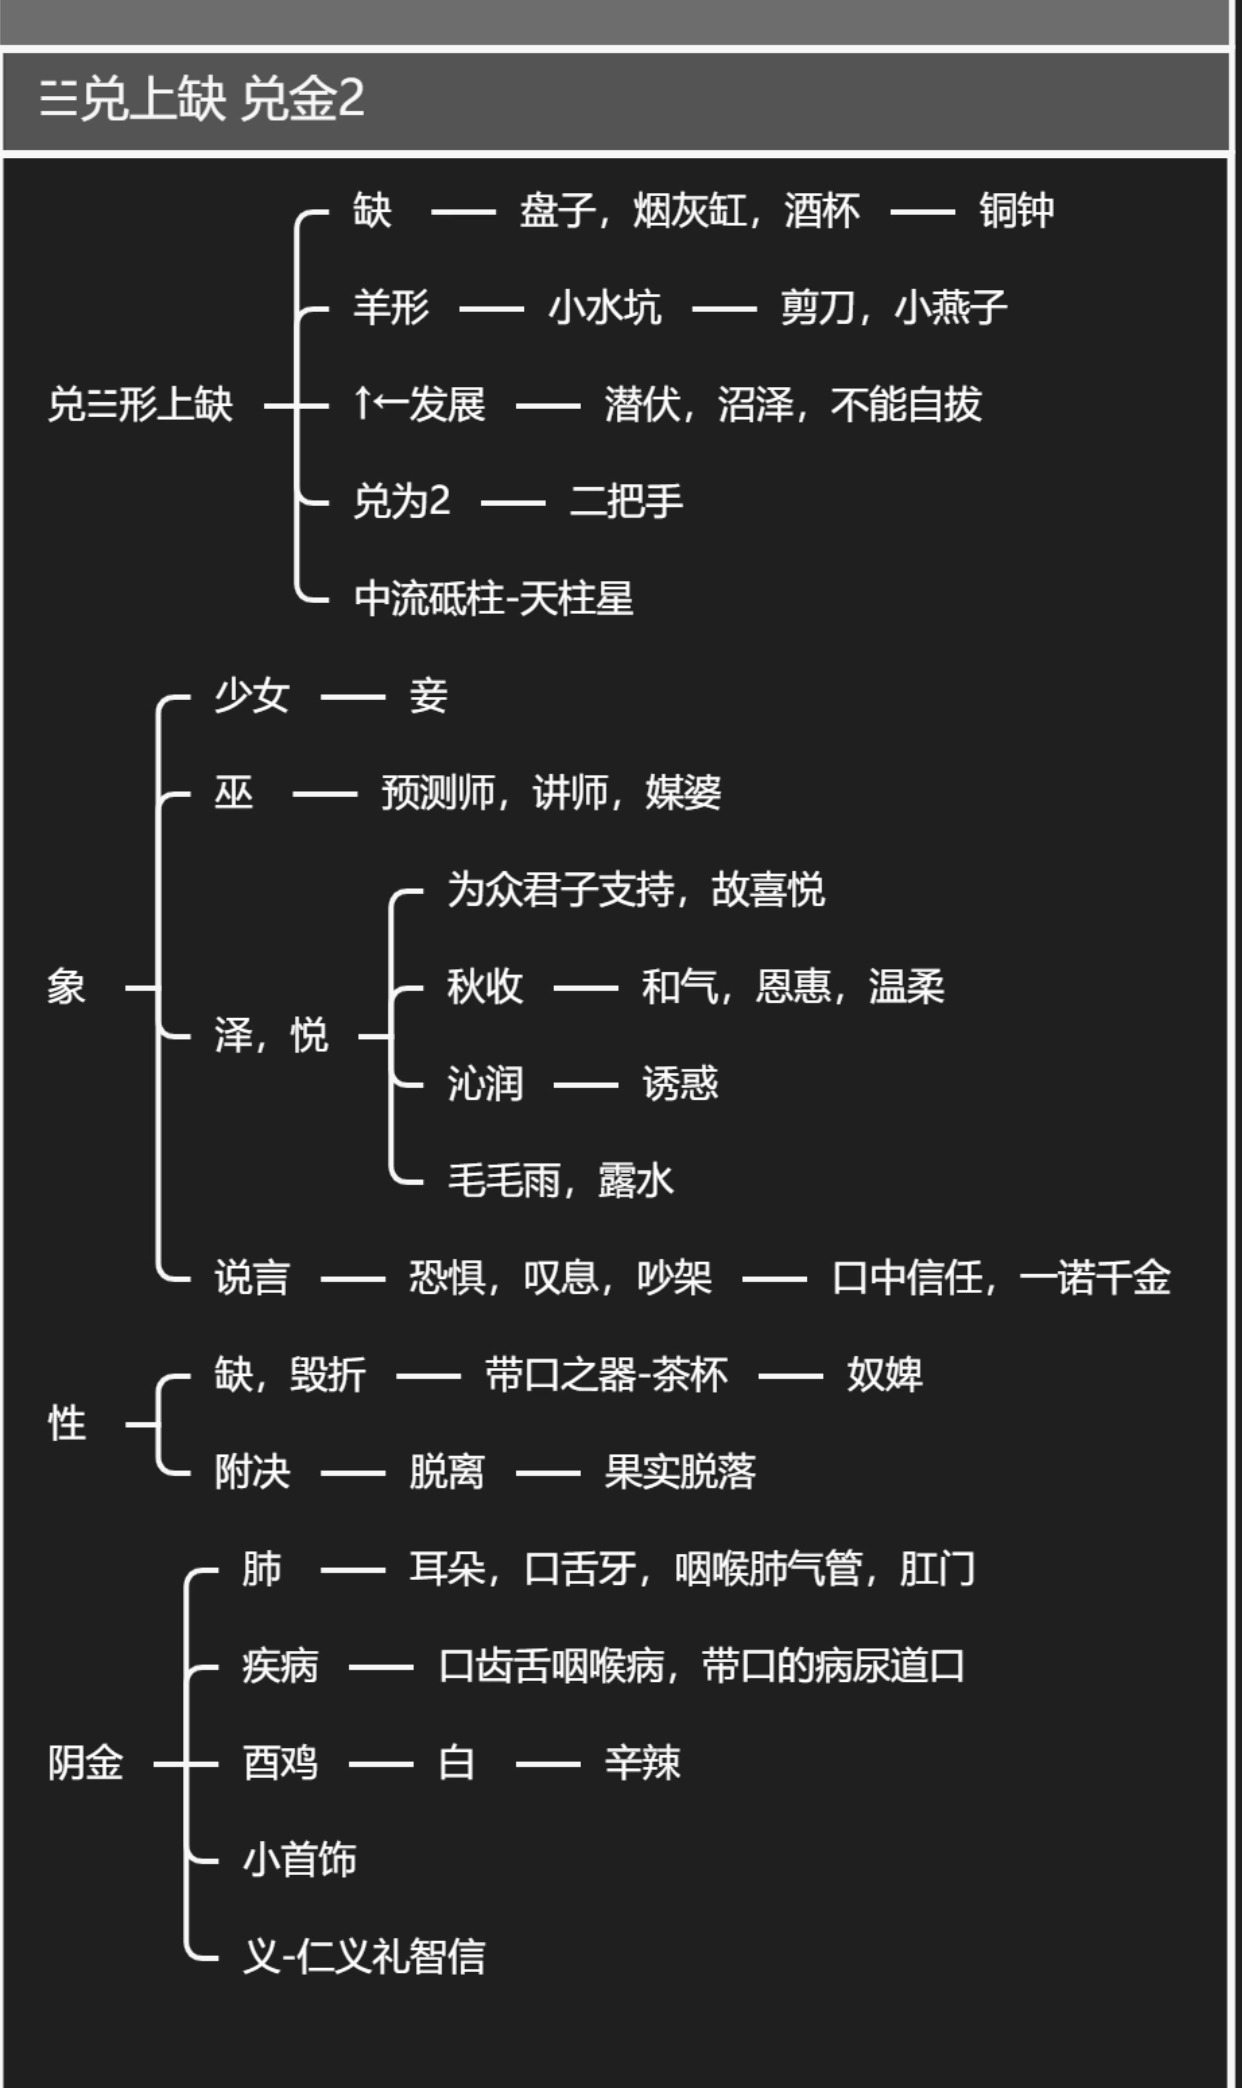 ☱兑上缺 兑金2
缺 — 盘子，烟灰缸，酒杯 — 铜钟
羊形 — 小水坑 — 剪刀，小燕子
兑☱形上缺 — ↑←发展 — 潜伏，沼泽，不能自拔
兑为2 — 二把手
中流砥柱-天柱星
少女 — 妾
巫 — 预测师，讲师，媒婆
为众君子支持，故喜悦
象 — 秋收 — 和气，恩惠，温柔
泽，悦
沁润 — 诱惑
毛毛雨，露水
说言 — 恐惧，叹息，吵架 — 口中信任，一诺千金
缺，毁折 — 带口之器-茶杯 — 奴婢
性
附决 — 脱离 — 果实脱落
肺 — 耳朵，口舌牙，咽喉肺气管，肛门
疾病 — 口齿舌咽喉病，带口的病尿道口
阴金 — 酉鸡 — 白 — 辛辣
小首饰
义-仁义礼智信